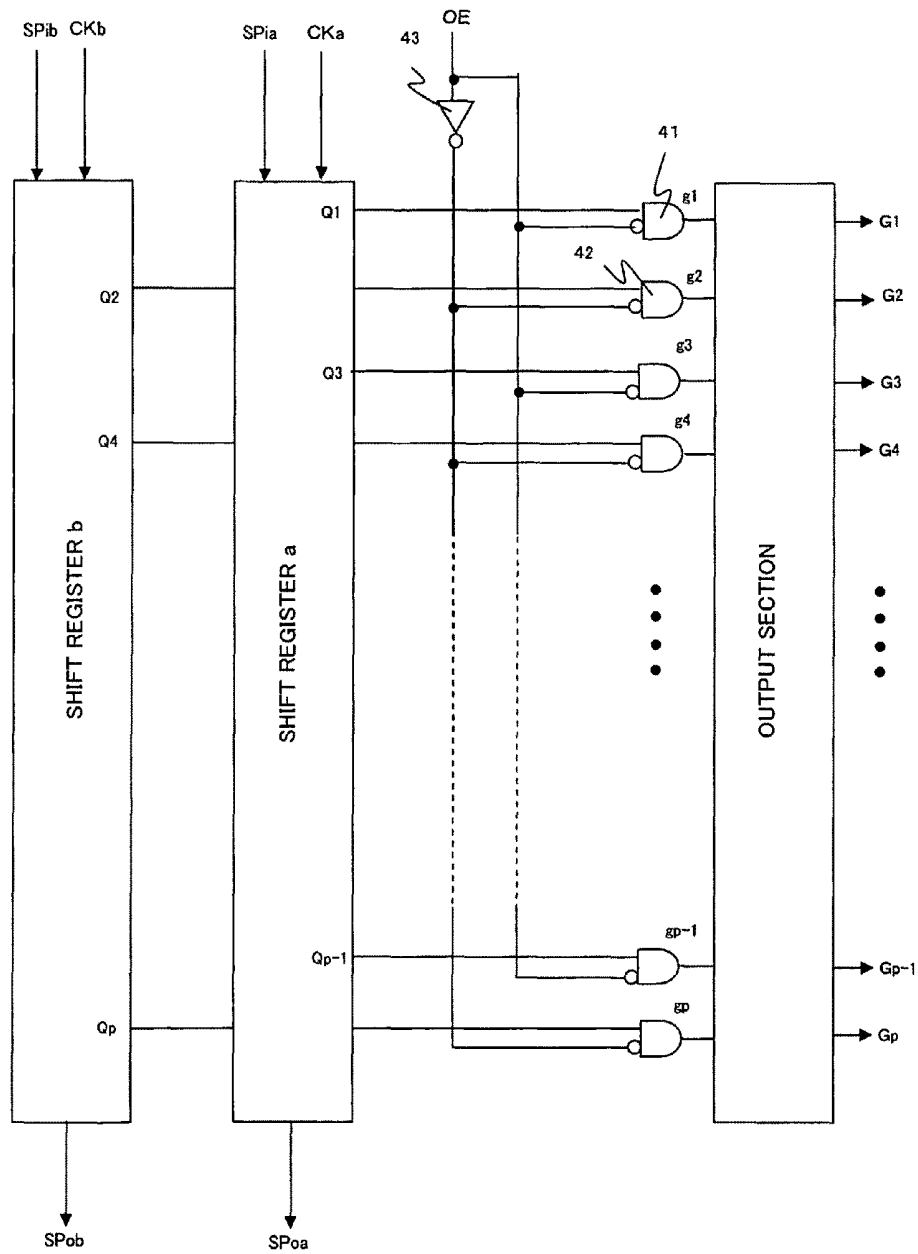 SPib CKb SPia CKa OE
43
41
Q1 g1 G1
42
Q2 g2 G2
Q3 g3 G3
Q4 g4 G4
SHIFT REGISTER b
SHIFT REGISTER a
OUTPUT SECTION
Qp-1 gp-1 Gp-1
Qp gp Gp
SPob SPoa